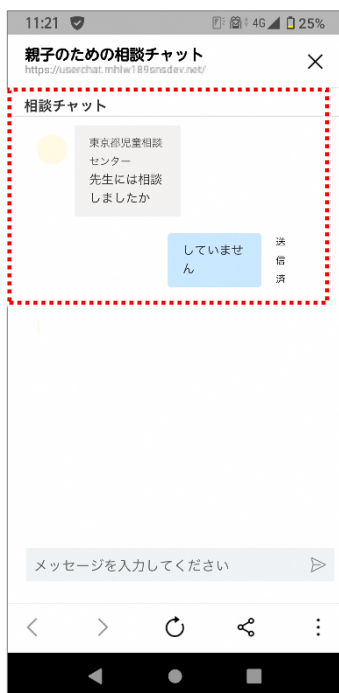 11:21
4G 25%
親子のための相談チャット
https://userchat.mhlw189snsdev.net/
相談チャット
東京都児童相談
センター
先生には相談
しましたか
していませ
ん
送
信
済
メッセージを入力してください